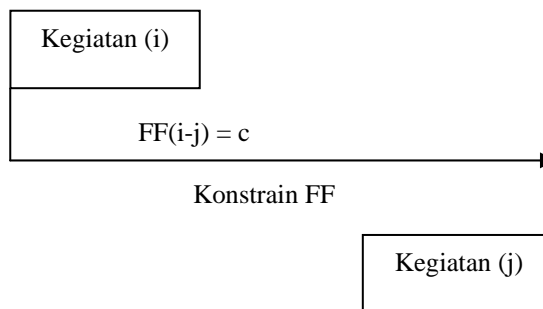 Kegiatan (i)
FF(i-j) = c
Konstrain FF
Kegiatan (j)